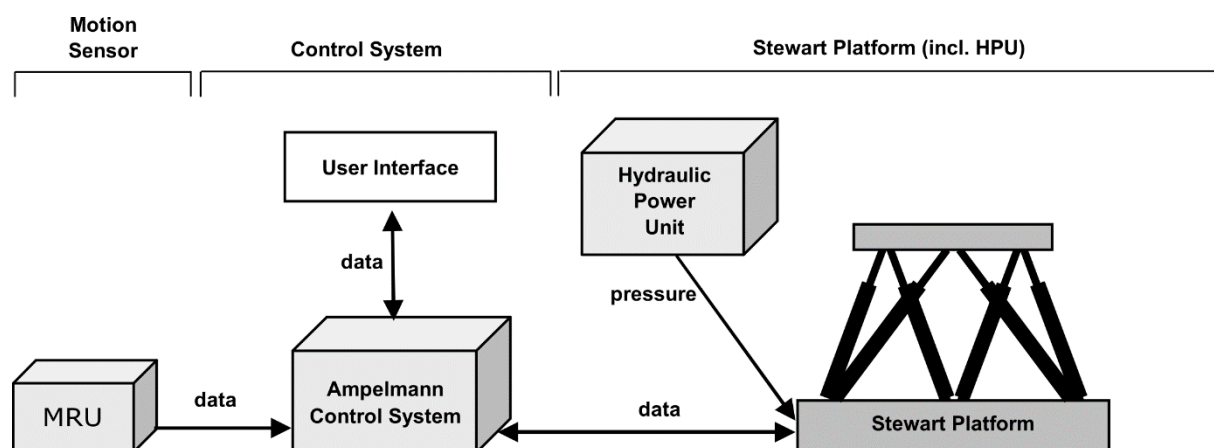 Motion
Sensor
Control System
Stewart Platform (incl. HPU)
User Interface
Hydraulic
Power
Unit
data
pressure
Ampelmann
Control System
MRU
data
data
Stewart Platform